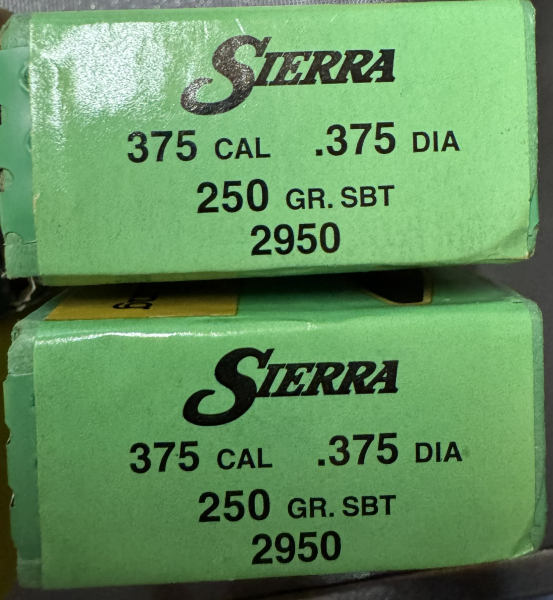 SIERRA
375 CAL .375 DIA
250 GR. SBT
2950
SIERRA
375 CAL .375 DIA
250 GR. SBT
2950